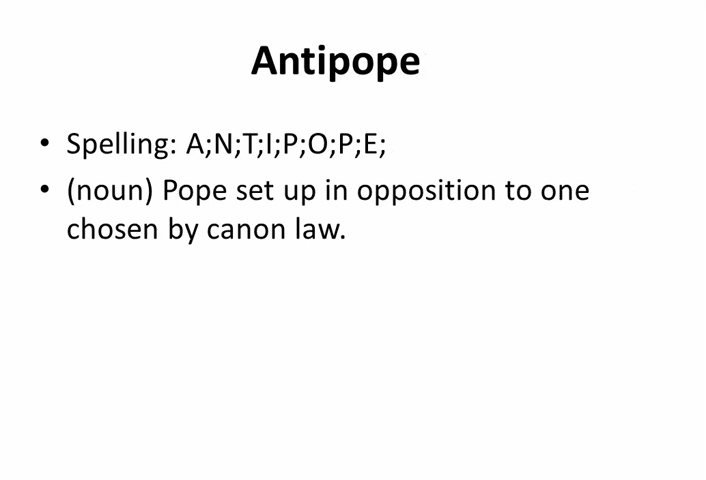 Antipope
• Spelling: A;N;T;I;P;O;P;E;
• (noun) Pope set up in opposition to one
chosen by canon law.